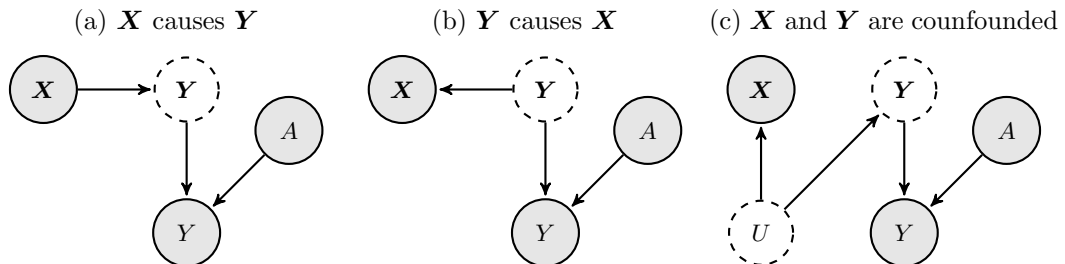 (a) X causes Y
(b) Y causes X
(c) X and Y are counfounded
X
Y
A
Y
X
Y
A
Y
X
Y
A
U
Y